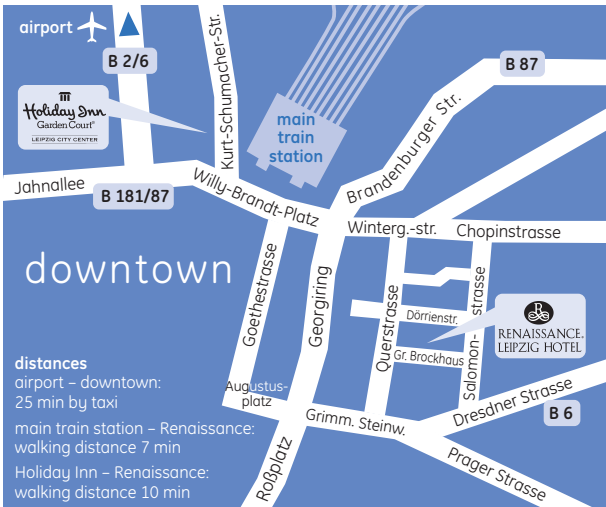 airport
B 2/6
Kurt-Schumacher-Str.
B 87
Holiday Inn
Garden Court®
LEIPZIG CITY CENTER
main
train
station
Brandenburger Str.
Jahnallee
B 181/87
Willy-Brandt-Platz
Winterg.-str.
Chopinstrasse
downtown
Goethestrasse
Georgiring
Querstrasse
Salomon-strasse
Dörrienstr.
Gr. Brockhaus
R
RENAISSANCE.
LEIPZIG HOTEL
distances
airport – downtown:
25 min by taxi
main train station – Renaissance:
walking distance 7 min
Holiday Inn – Renaissance:
walking distance 10 min
Augustus-
platz
Grimm. Steinw.
Dresdner Strasse
B 6
Roßplatz
Prager Strasse